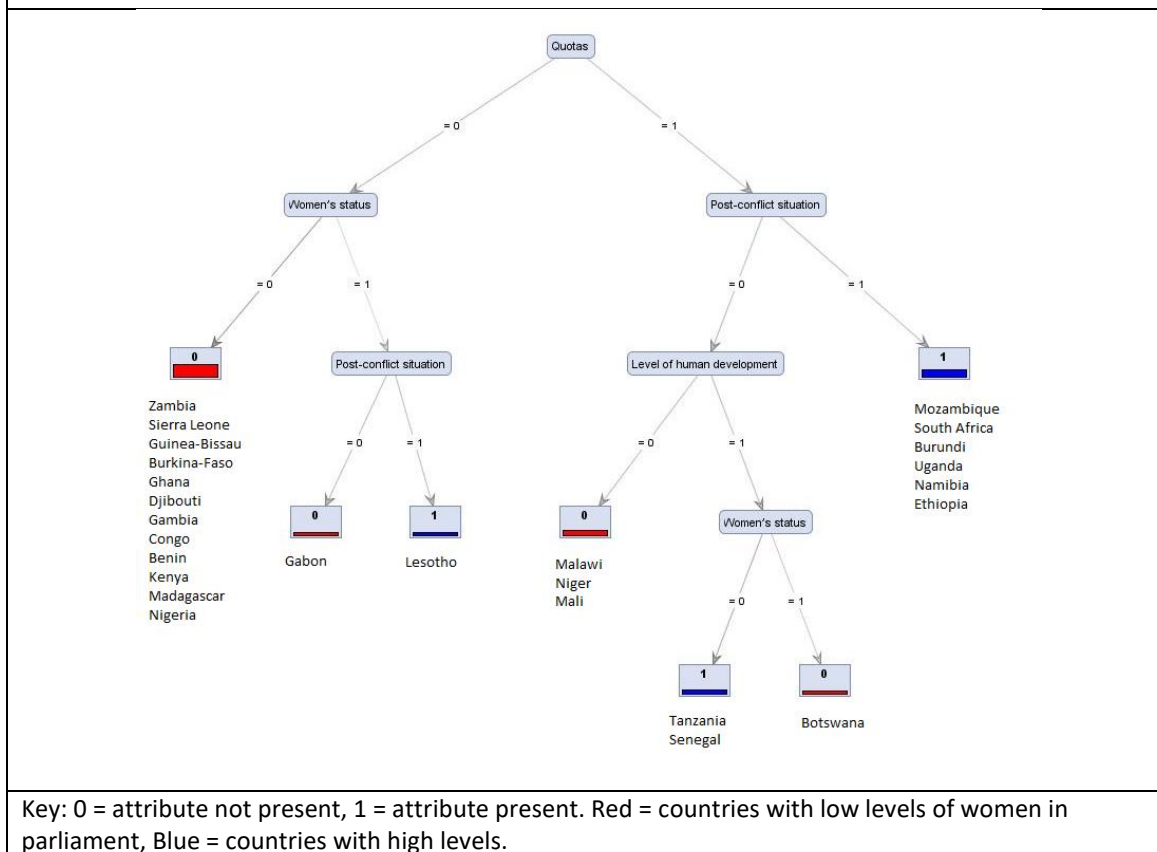 Quotas
= 0
= 1
Women's status
Post-conflict situation
= 0
= 1
= 0
= 1
0
Post-conflict situation
Level of human development
1
Zambia
Sierra Leone
Guinea-Bissau
Burkina-Faso
Ghana
Djibouti
Gambia
Congo
Benin
Kenya
Madagascar
Nigeria
= 0
= 1
= 0
= 1
Mozambique
South Africa
Burundi
Uganda
Namibia
Ethiopia
0
Gabon
1
Lesotho
0
Malawi
Niger
Mali
Women's status
= 0
= 1
1
Tanzania
Senegal
0
Botswana
Key: 0 = attribute not present, 1 = attribute present. Red = countries with low levels of women in
parliament, Blue = countries with high levels.